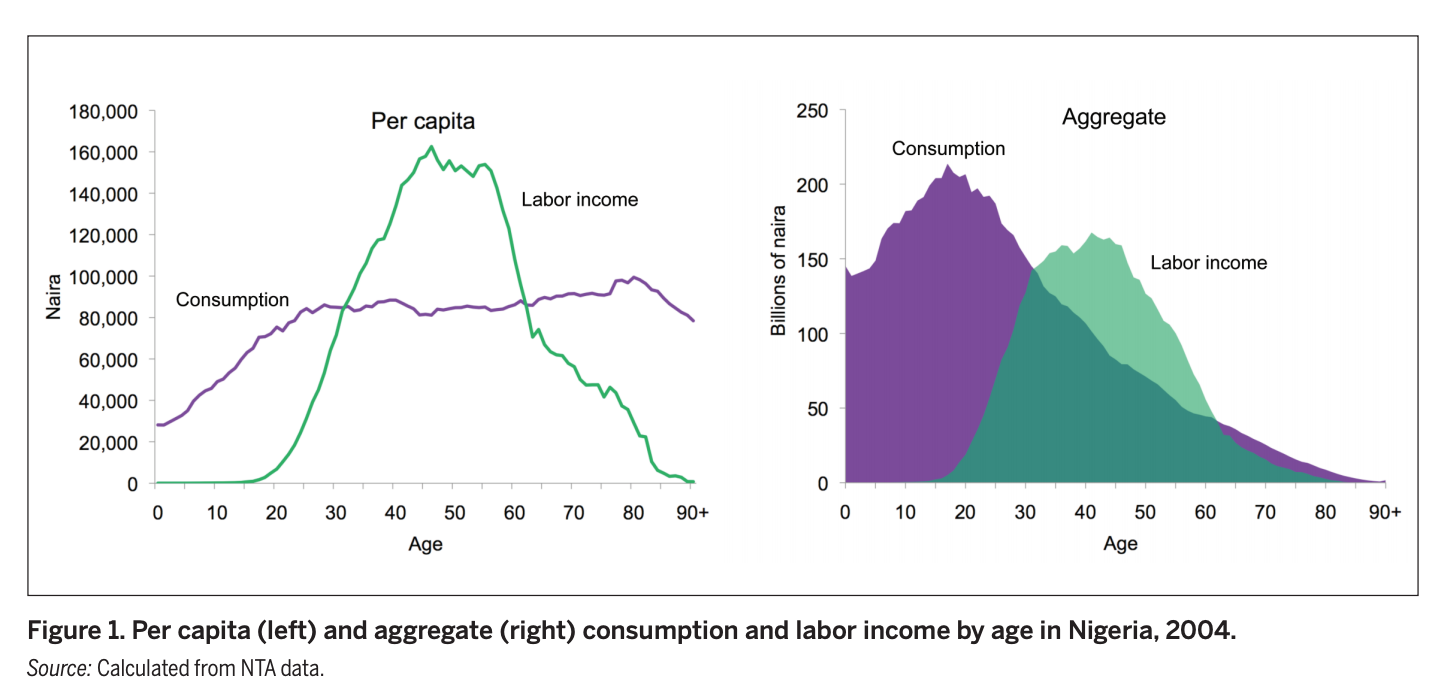 Per capita
180,000
160,000
140,000
120,000
100,000
80,000
60,000
40,000
20,000
0
Naira
Labor income
Consumption
0 10 20 30 40 50 60 70 80 90+
Age
Aggregate
250
200
150
100
50
0
Billions of naira
Consumption
Labor income
0 10 20 30 40 50 60 70 80 90+
Age
Figure 1. Per capita (left) and aggregate (right) consumption and labor income by age in Nigeria, 2004.
Source: Calculated from NTA data.